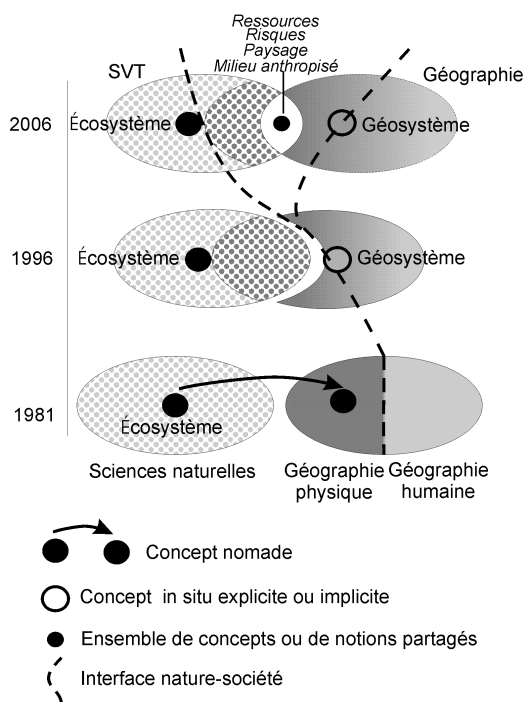 Ressources
Risques
Paysage
Milieu anthropisé
SVT
Géographie
2006
Écosystème
Géosystème
1996
Écosystème
Géosystème
1981
Écosystème
Sciences naturelles
Géographie physique
Géographie humaine
Concept nomade
Concept in situ explicite ou implicite
Ensemble de concepts ou de notions partagés
Interface nature-société